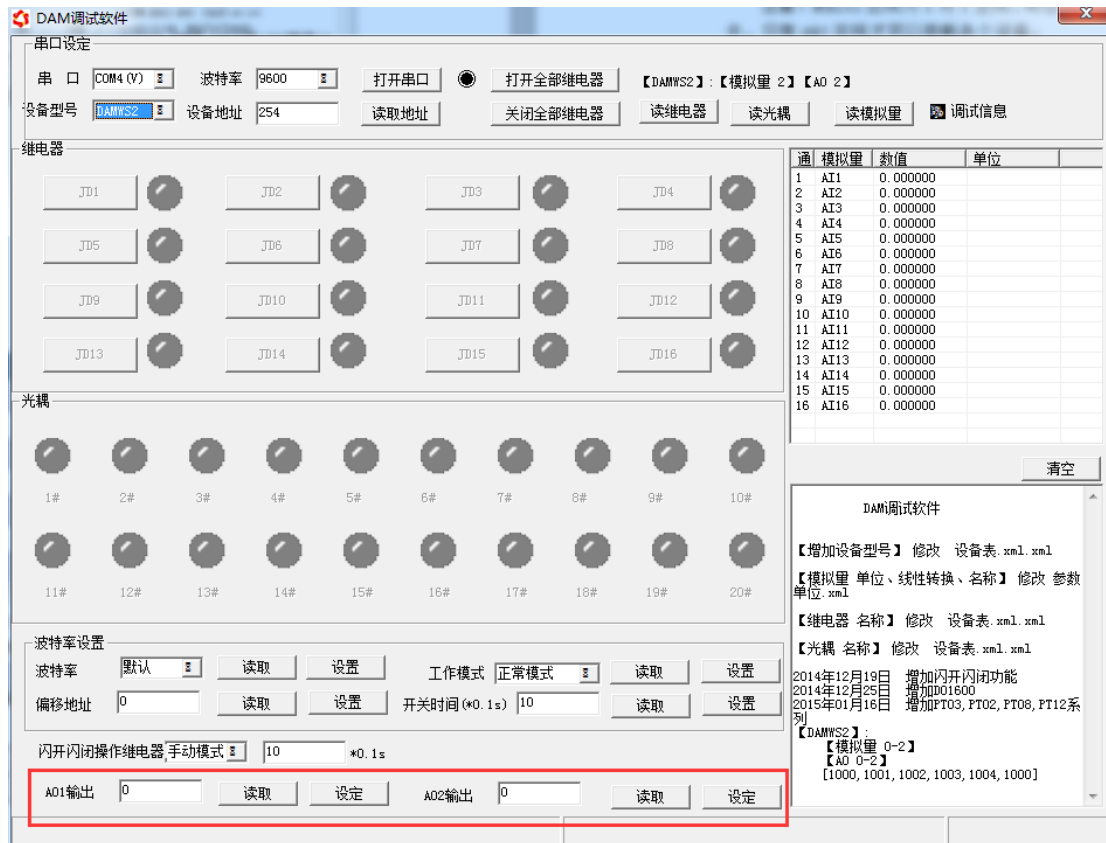 DAM调试软件
串口设定
串 口 COM4(V) 波特率 9600 打开串口 打开全部继电器 【DAMWS2】:【模拟量 2】【AO 2】
设备型号 DAMWS2 设备地址 254 读取地址 关闭全部继电器 读继电器 读光耦 读模拟量 调试信息
继电器
JD1 JD2 JD3 JD4
JD5 JD6 JD7 JD8
JD9 JD10 JD11 JD12
JD13 JD14 JD15 JD16
通 模拟量 数值 单位
1 AI1 0.000000
2 AI2 0.000000
3 AI3 0.000000
4 AI4 0.000000
5 AI5 0.000000
6 AI6 0.000000
7 AI7 0.000000
8 AI8 0.000000
9 AI9 0.000000
10 AI10 0.000000
11 AI11 0.000000
12 AI12 0.000000
13 AI13 0.000000
14 AI14 0.000000
15 AI15 0.000000
16 AI16 0.000000
清空
光耦
1# 2# 3# 4# 5# 6# 7# 8# 9# 10#
11# 12# 13# 14# 15# 16# 17# 18# 19# 20#
DAM调试软件
【增加设备型号】 修改 设备表.xml.xml
【模拟量 单位、线性转换、名称】 修改 参数
单位.xml
【继电器 名称】 修改 设备表.xml.xml
【光耦 名称】 修改 设备表.xml.xml
2014年12月19日 增加闪开闪闭功能
2014年12月25日 增加DO1600
2015年01月16日 增加PT03,PT02,PT08,PT12系
列
【DAMWS2】:
【模拟量 0-2】
【AO 0-2】
[1000,1001,1002,1003,1004,1000]
波特率设置
波特率 默认 读取 设置 工作模式 正常模式 读取 设置
偏移地址 0 读取 设置 开关时间(*0.1s) 10 读取 设置
闪开闪闭操作继电器 手动模式 10 *0.1s
AO1输出 0 读取 设定 AO2输出 0 读取 设定